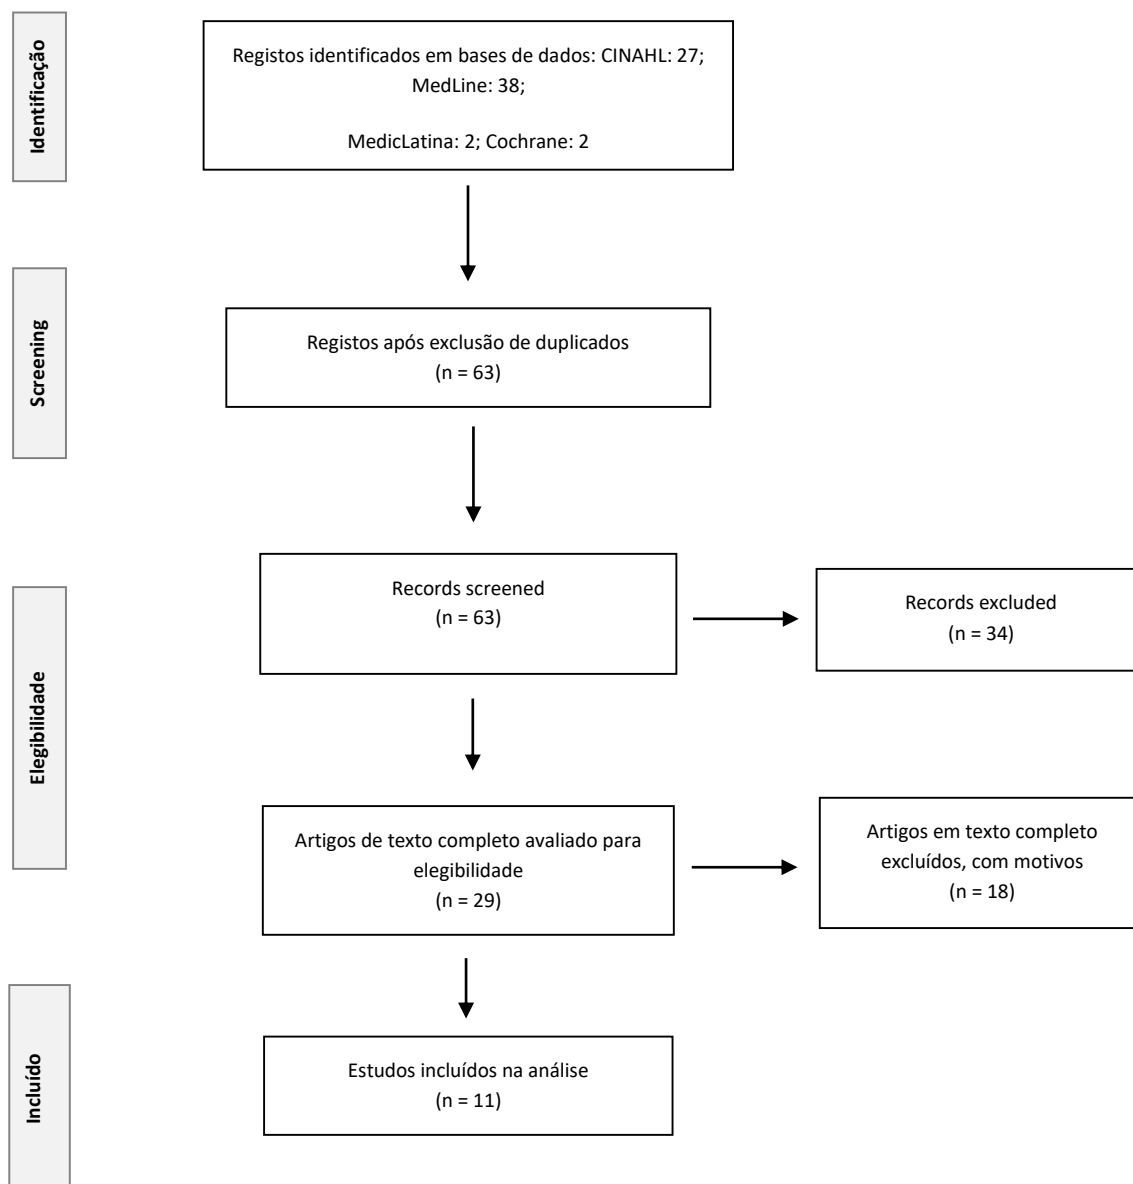 Identificação
Registos identificados em bases de dados: CINAHL: 27;
MedLine: 38;
MedicLatina: 2; Cochrane: 2
Screening
Registos após exclusão de duplicados
(n = 63)
Elegibilidade
Records screened
(n = 63)
Records excluded
(n = 34)
Artigos de texto completo avaliado para
elegibilidade
(n = 29)
Artigos em texto completo
excluídos, com motivos
(n = 18)
Incluído
Estudos incluídos na análise
(n = 11)